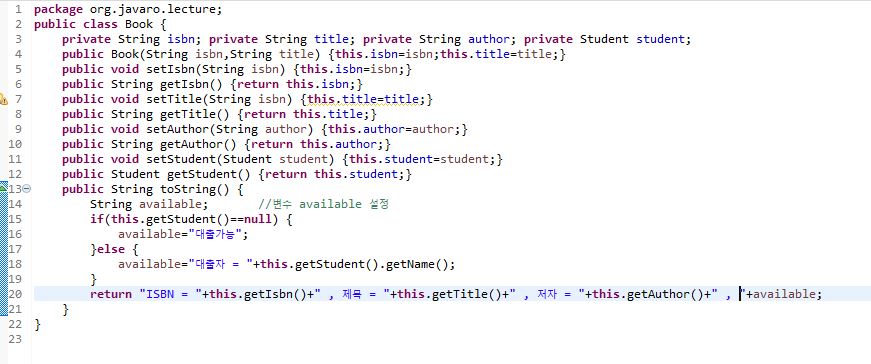 1 package org.javaro.lecture;
2 public class Book {
3 private String isbn; private String title; private String author; private Student student;
4 public Book(String isbn,String title) {this.isbn=isbn;this.title=title;}
5 public void setIsbn(String isbn) {this.isbn=isbn;}
6 public String getIsbn() {return this.isbn;}
7 public void setTitle(String isbn) {this.title=title;}
8 public String getTitle() {return this.title;}
9 public void setAuthor(String author) {this.author=author;}
10 public String getAuthor() {return this.author;}
11 public void setStudent(Student student) {this.student=student;}
12 public Student getStudent() {return this.student;}
13 public String toString() {
14 String available; //변수 available 설정
15 if(this.getStudent()==null) {
16 available="대출가능";
17 }else {
18 available="대출자 = "+this.getStudent().getName();
19 }
20 return "ISBN = "+this.getIsbn()+" , 제목 = "+this.getTitle()+" , 저자 = "+this.getAuthor()+" , "+available;
21 }
22 }
23